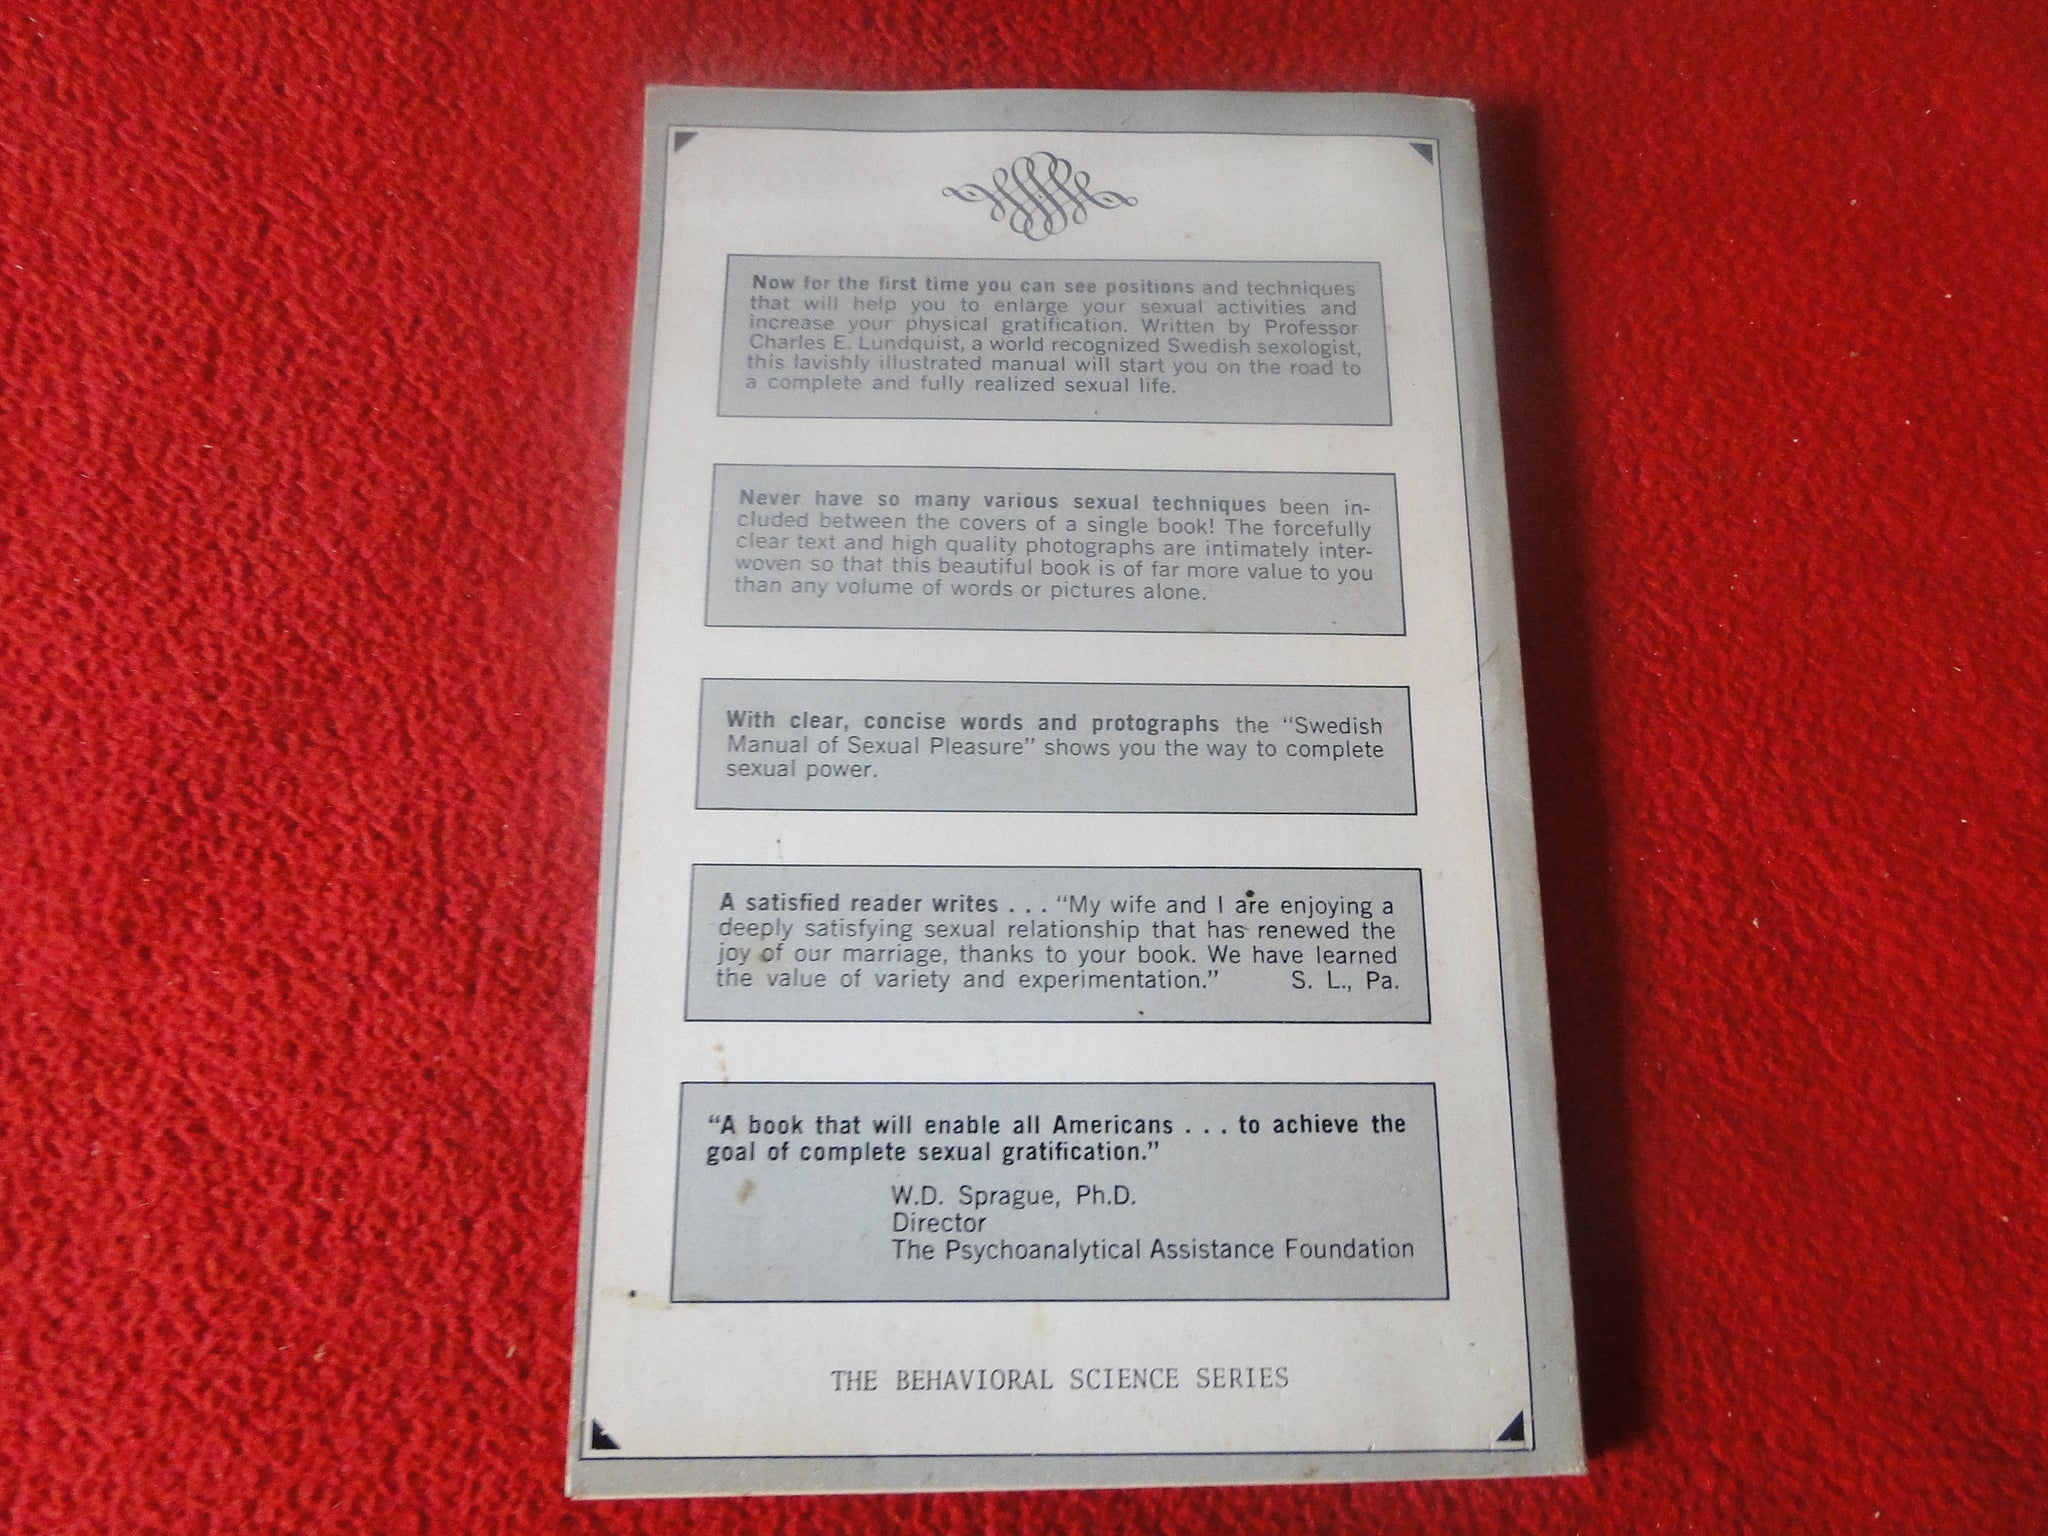 Now for the first time you can see positions and techniques
that will help you to enlarge your sexual activities and
increase your physical gratification. Written by Professor
Charles E. Lundquist, a world recognized Swedish sexologist,
this lavishly illustrated manual will start you on the road to
a complete and fully realized sexual life.
Never have so many various sexual techniques been in-
cluded between the covers of a single book! The forcefully
clear text and high quality photographs are intimately inter-
woven so that this beautiful book is of far more value to you
than any volume of words or pictures alone.
With clear, concise words and protographs the "Swedish
Manual of Sexual Pleasure" shows you the way to complete
sexual power.
A satisfied reader writes . . . "My wife and I are enjoying a
deeply satisfying sexual relationship that has renewed the
joy of our marriage, thanks to your book. We have learned
the value of variety and experimentation." S. L., Pa.
"A book that will enable all Americans . . . to achieve the
goal of complete sexual gratification."
W.D. Sprague, Ph.D.
Director
The Psychoanalytical Assistance Foundation
THE BEHAVIORAL SCIENCE SERIES